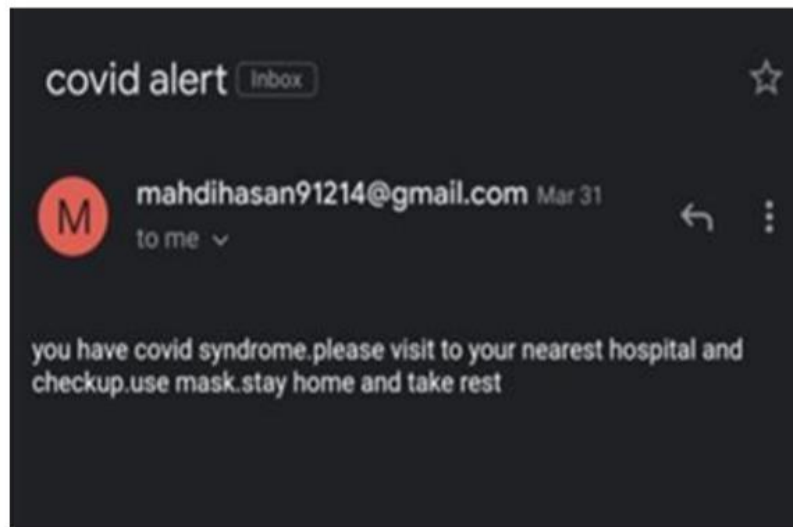 covid alert Inbox
M
mahdihasan91214@gmail.com Mar 31
to me
you have covid syndrome.please visit to your nearest hospital and
checkup.use mask.stay home and take rest